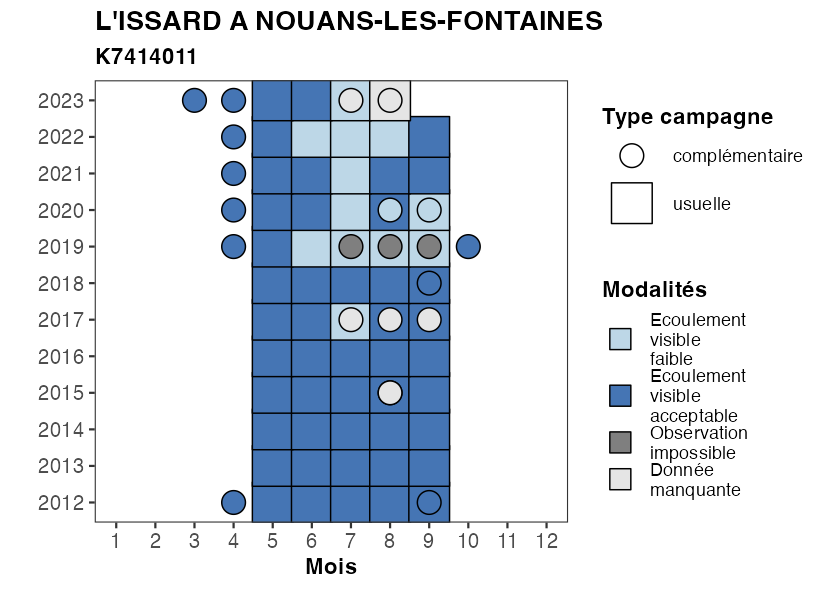 L'ISSARD A NOUANS-LES-FONTAINES
K7414011
2023
2022
2021
2020
2019
2018
2017
2016
2015
2014
2013
2012
1 2 3 4 5 6 7 8 9 10 11 12
Mois
Type campagne
complémentaire
usuelle
Modalités
Ecoulement
visible
faible
Ecoulement
visible
acceptable
Observation
impossible
Donnée
manquante